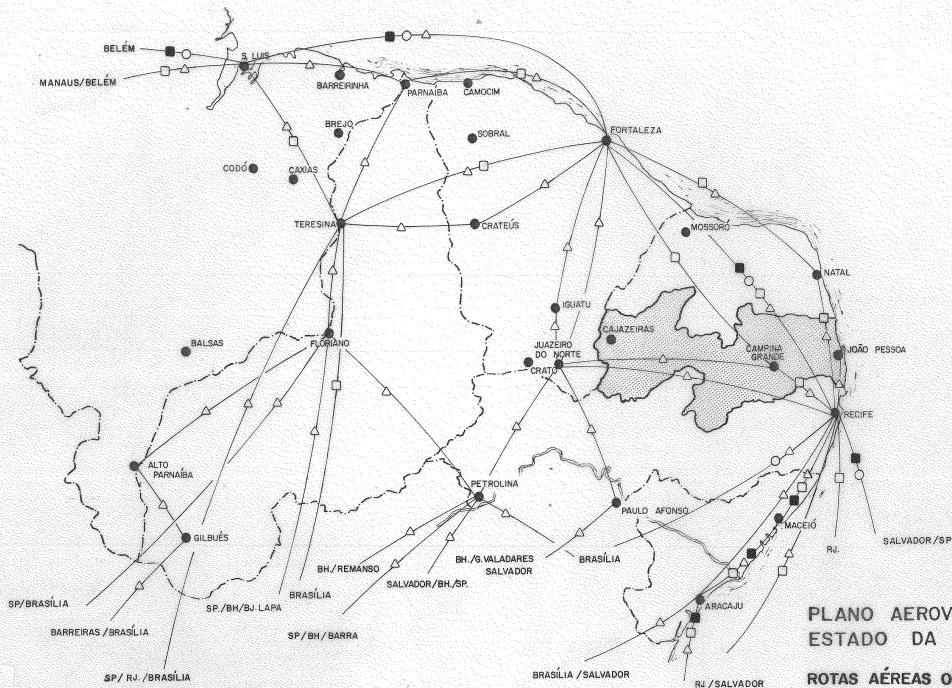 BELÉM
S. LUIS
MANAUS/BELÉM
BARREIRINHA
PARNAÍBA
CAMOCIM
BREJO
SOBRAL
FORTALEZA
CODÓ
CAXIAS
TERESINA
CRATEÚS
MOSSORÓ
NATAL
IGUATU
CAJAZEIRAS
BALSAS
FLORIANO
JUAZEIRO
DO NORTE
CRATO
CAMPINA
GRANDE
JOÃO PESSOA
RECIFE
ALTO
PARNAÍBA
PETROLINA
PAULO AFONSO
MACEIÓ
GILBUÉS
BH./G.VALADARES
SALVADOR
BRASÍLIA
RJ.
SALVADOR/SP
BH./REMANSO
SALVADOR/BH./SP.
BRASÍLIA
SP/BRASÍLIA
SP./BH/BJ. LAPA
ARACAJU
BARREIRAS/BRASÍLIA
SP/BH/BARRA
SP/RJ./BRASÍLIA
BRASÍLIA/SALVADOR
RJ/SALVADOR
PLANO AEROV
ESTADO DA
ROTAS AÉREAS